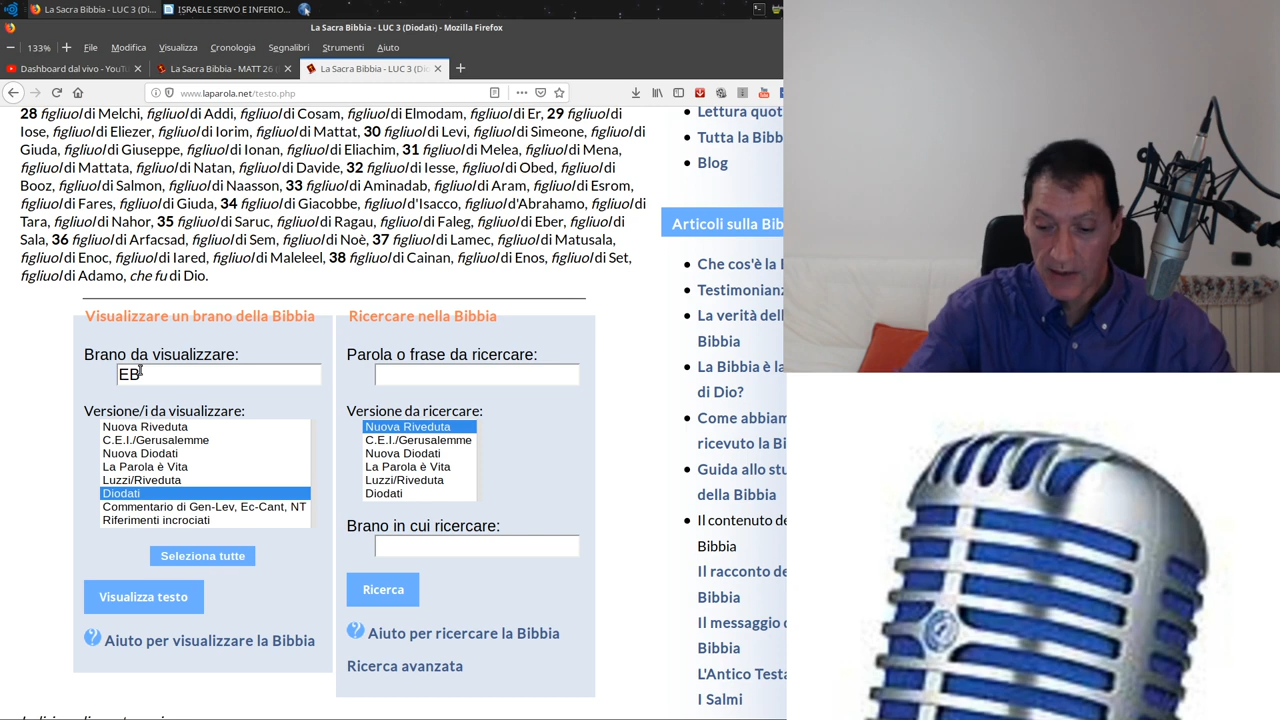 La Sacra Bibbia - LUC 3 (Di...
ISRAELE SERVO E INFERIO...
La Sacra Bibbia - LUC 3 (Diodati) - Mozilla Firefox
133%
File
Modifica
Visualizza
Cronologia
Segnalibri
Strumenti
Aiuto
Dashboard dal vivo - YouTu
La Sacra Bibbia - MATT 26
La Sacra Bibbia - LUC 3 (Dio
www.laparola.net/testo.php
28 figliuol di Melchi, figliuol di Addi, figliuol di Cosam, figliuol di Elmodam, figliuol di Er, 29 figliuol di
Iose, figliuol di Eliezer, figliuol di Iorim, figliuol di Mattat, 30 figliuol di Levi, figliuol di Simeone, figliuol di
Giuda, figliuol di Giuseppe, figliuol di Ionan, figliuol di Eliachim, 31 figliuol di Melea, figliuol di Mena,
figliuol di Mattata, figliuol di Natan, figliuol di Davide, 32 figliuol di Iesse, figliuol di Obed, figliuol di
Booz, figliuol di Salmon, figliuol di Naasson, 33 figliuol di Aminadab, figliuol di Aram, figliuol di Esrom,
figliuol di Fares, figliuol di Giuda, 34 figliuol di Giacobbe, figliuol d'Isacco, figliuol d'Abrahamo, figliuol di
Tara, figliuol di Nahor, 35 figliuol di Saruc, figliuol di Ragau, figliuol di Faleg, figliuol di Eber, figliuol di
Sala, 36 figliuol di Arfacsad, figliuol di Sem, figliuol di Noè, 37 figliuol di Lamec, figliuol di Matusala,
figliuol di Enoc, figliuol di Iared, figliuol di Maleleel, 38 figliuol di Cainan, figliuol di Enos, figliuol di Set,
figliuol di Adamo, che fu di Dio.
Visualizzare un brano della Bibbia
Brano da visualizzare:
EB
Versione/i da visualizzare:
Nuova Riveduta
C.E.I./Gerusalemme
Nuova Diodati
La Parola è Vita
Luzzi/Riveduta
Diodati
Commentario di Gen-Lev, Ec-Cant, NT
Riferimenti incrociati
Seleziona tutte
Visualizza testo
Aiuto per visualizzare la Bibbia
Ricercare nella Bibbia
Parola o frase da ricercare:
Versione da ricercare:
Nuova Riveduta
C.E.I./Gerusalemme
Nuova Diodati
La Parola è Vita
Luzzi/Riveduta
Diodati
Brano in cui ricercare:
Ricerca
Aiuto per ricercare la Bibbia
Ricerca avanzata
Lettura quot
Tutta la Bibb
Blog
Articoli sulla Bib
Che cos'è la
Testimonianz
La verità del
Bibbia
La Bibbia è la
di Dio?
Come abbiam
ricevuto la Bi
Guida allo stu
della Bibbia
Il contenuto de
Bibbia
Il racconto de
Bibbia
Il messaggio
Bibbia
L'Antico Testa
I Salmi